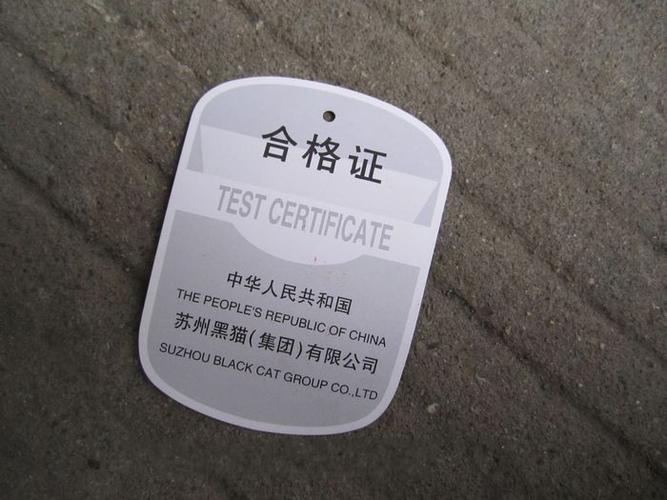 合格证
TEST CERTIFICATE
中华人民共和国
THE PEOPLE'S REPUBLIC OF CHINA
苏州黑猫(集团)有限公司
SUZHOU BLACK CAT GROUP CO.,LTD